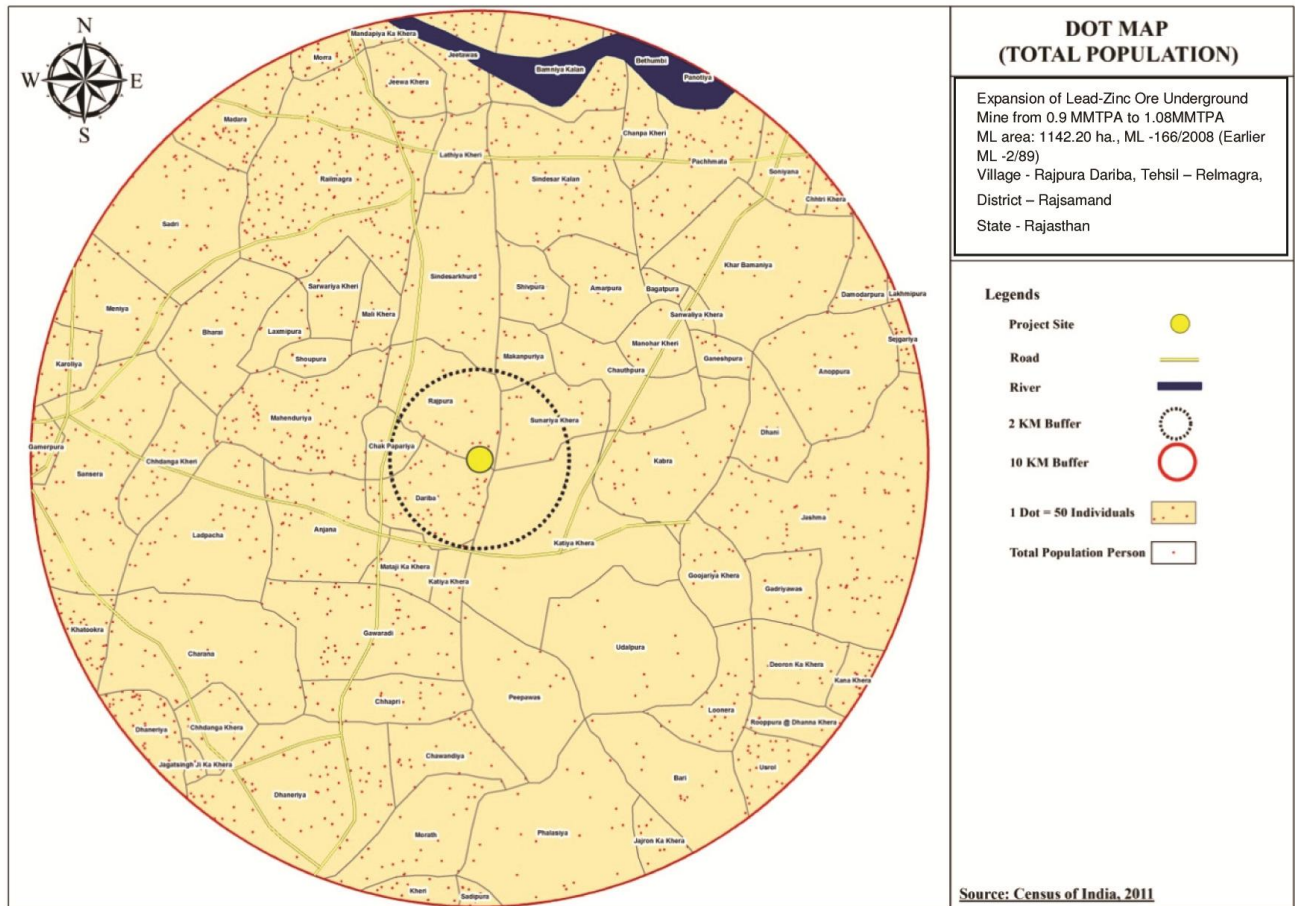 N
W
E
S
DOT MAP
(TOTAL POPULATION)
Expansion of Lead-Zinc Ore Underground
Mine from 0.9 MMTPA to 1.08MMTPA
ML area: 1142.20 ha., ML -166/2008 (Earlier
ML -2/89)
Village - Rajpura Dariba, Tehsil – Relmagra,
District – Rajsamand
State - Rajasthan
Legends
Project Site
Road
River
2 KM Buffer
10 KM Buffer
1 Dot = 50 Individuals
Total Population Person
Source: Census of India, 2011
Mandapiya Ka Khera
Morra
Jeetawas
Bamniya Kalan
Bethumbi
Panotiya
Jeewa Khera
Madara
Chanpa Kheri
Lathiya Kheri
Pachhmata
Railmagra
Sindesar Kalan
Soniyana
Chhtri Khera
Sadri
Khar Bamaniya
Sindesarkhurd
Sarwariya Kheri
Shivpura
Amarpura
Bagatpura
Damodarpura
Lakhmipura
Meniya
Mali Khera
Sanwaliya Khera
Bharai
Laxmipura
Manohar Kheri
Sejgariya
Shoupura
Makanpuriya
Ganeshpura
Karoliya
Chauthpura
Anoppura
Rajpura
Mahenduriya
Sunariya Khera
Dhani
Gamerpura
Chak Papariya
Chhdanga Kheri
Kabra
Sansera
Dariba
Jashma
Anjana
Ladpacha
Katiya Khera
Mataji Ka Khera
Goojariya Khera
Katiya Khera
Gadriyawas
Khatookra
Gawaradi
Charana
Udalpura
Deoron Ka Khera
Kana Khera
Peepawas
Chhapri
Loonera
Rooppura @ Dhanna Khera
Dhaneriya
Chhdanga Khera
Chawandiya
Jagatsingh Ji Ka Khera
Usrol
Bari
Dhaneriya
Morath
Phalasiya
Jajron Ka Khera
Kheri
Sadipura